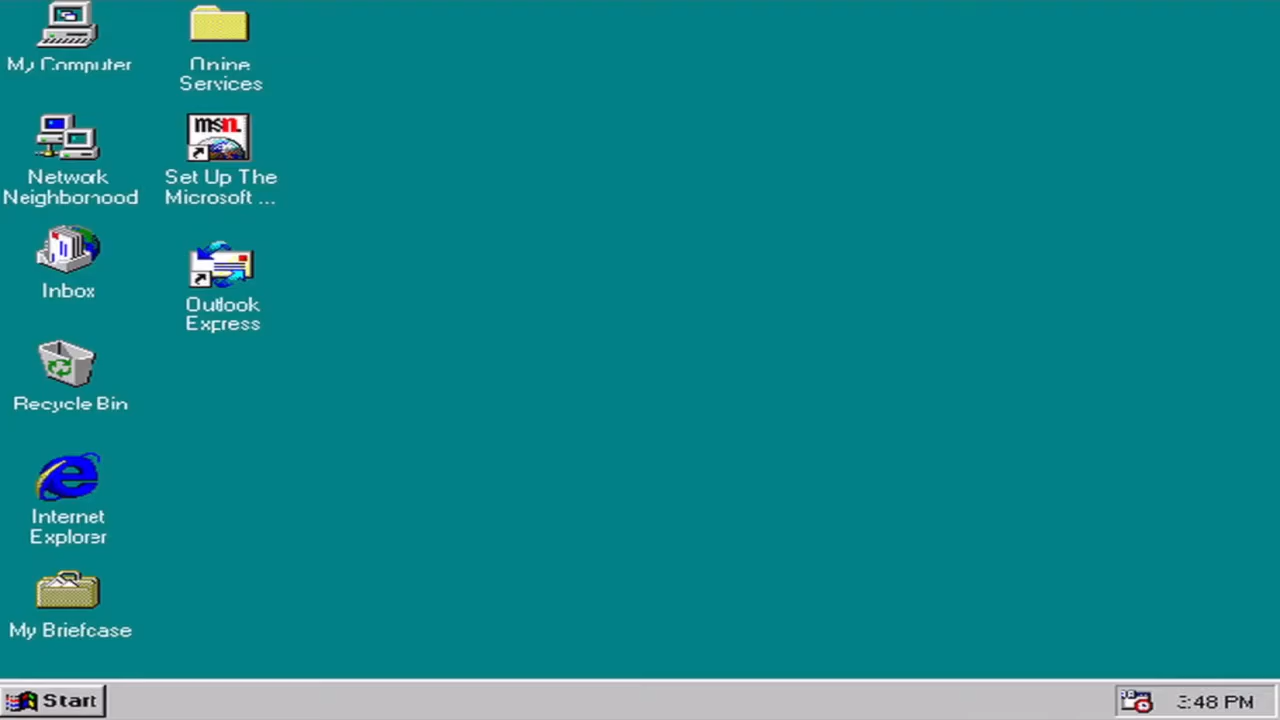 My Computer
Online
Services
Network
Neighborhood
msn
Set Up The
Microsoft ...
Inbox
Outlook
Express
Recycle Bin
Internet
Explorer
My Briefcase
Start
3:48 PM